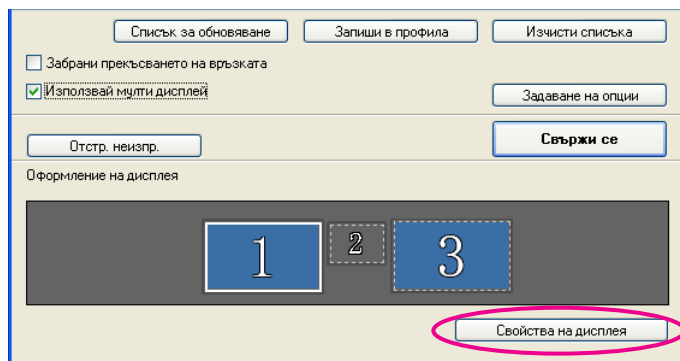 Списък за обновяване Запиши в профила Изчисти списъка
Забрани прекъсването на връзката
Използвай мулти дисплей
Задаване на опции
Отстр. неизпр.
Свържи се
Оформление на дисплея
1 2 3
Свойства на дисплея